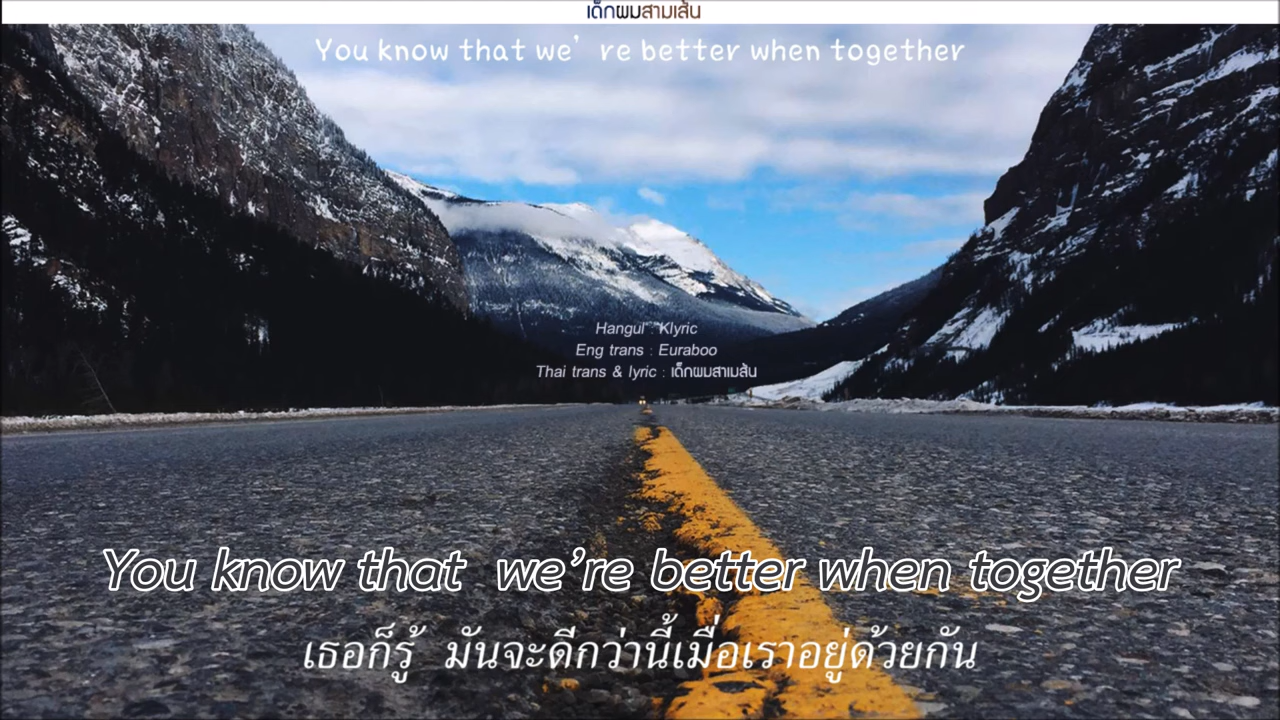 เด็กผมสามเส้น
You know that we’re better when together
Hangul : Klyric
Eng trans : Euraboo
Thai trans & lyric : เด็กผมสามเส้น
You know that we’re better when together
เธอก็รู้ มันจะดีกว่านี้เมื่อเราอยู่ด้วยกัน